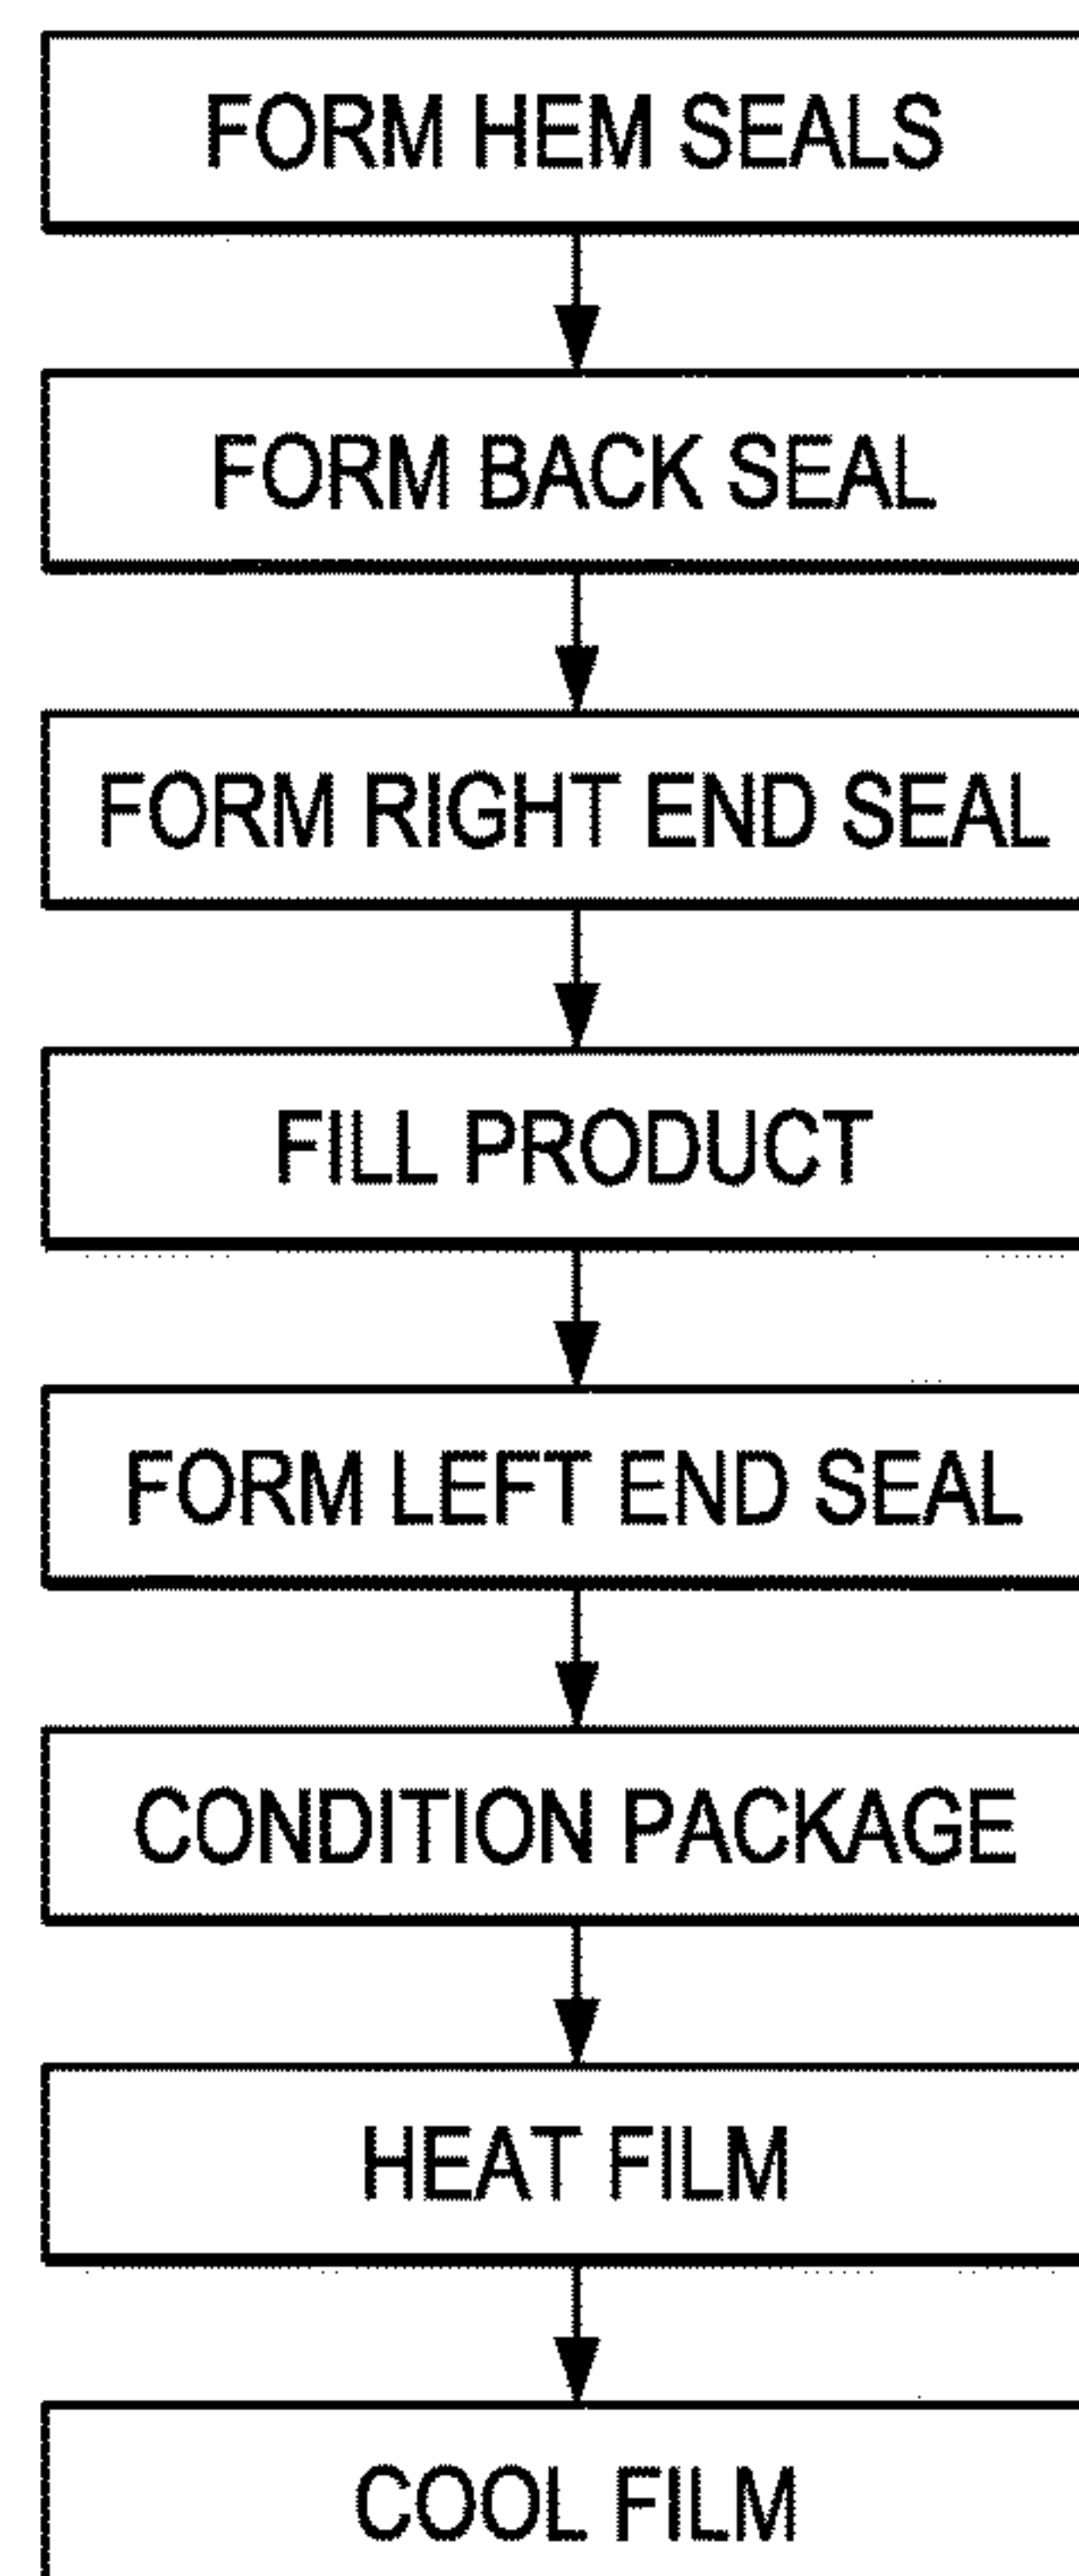 FORM HEM SEALS
FORM BACK SEAL
FORM RIGHT END SEAL
FILL PRODUCT
FORM LEFT END SEAL
CONDITION PACKAGE
HEAT FILM
COOL FILM